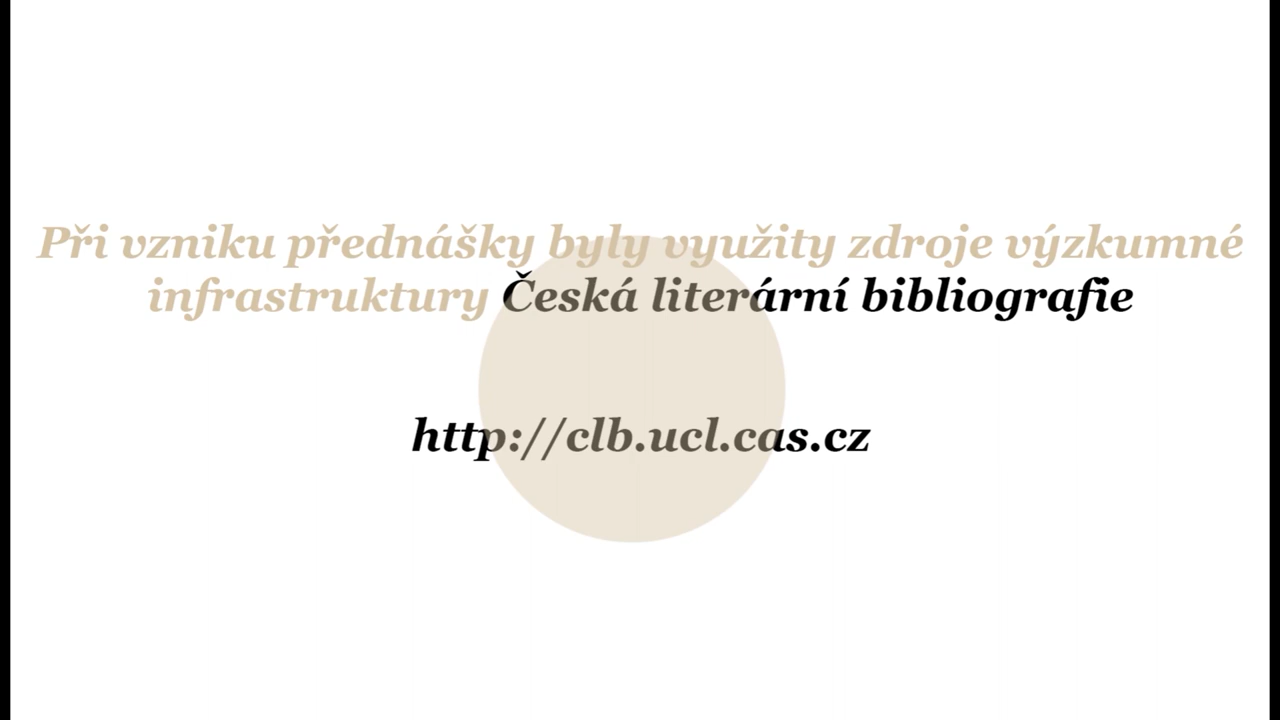 Při vzniku přednášky byly využity zdroje výzkumné
infrastruktury Česká literární bibliografie
http://clb.ucl.cas.cz